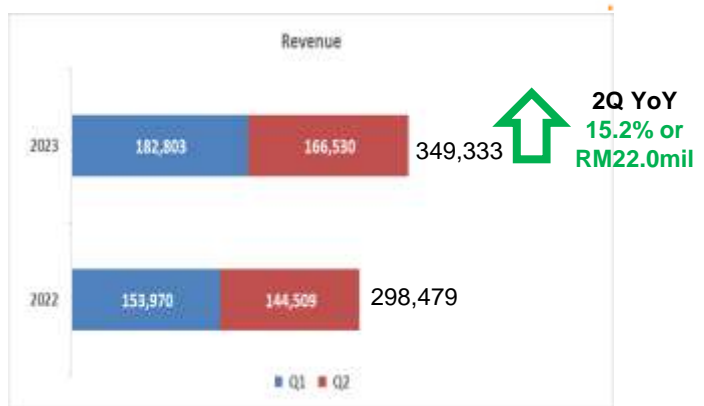 Revenue
2023
182,803
166,530
349,333
2Q YoY
15.2% or
RM22.0mil
2022
153,970
144,509
298,479
Q1
Q2